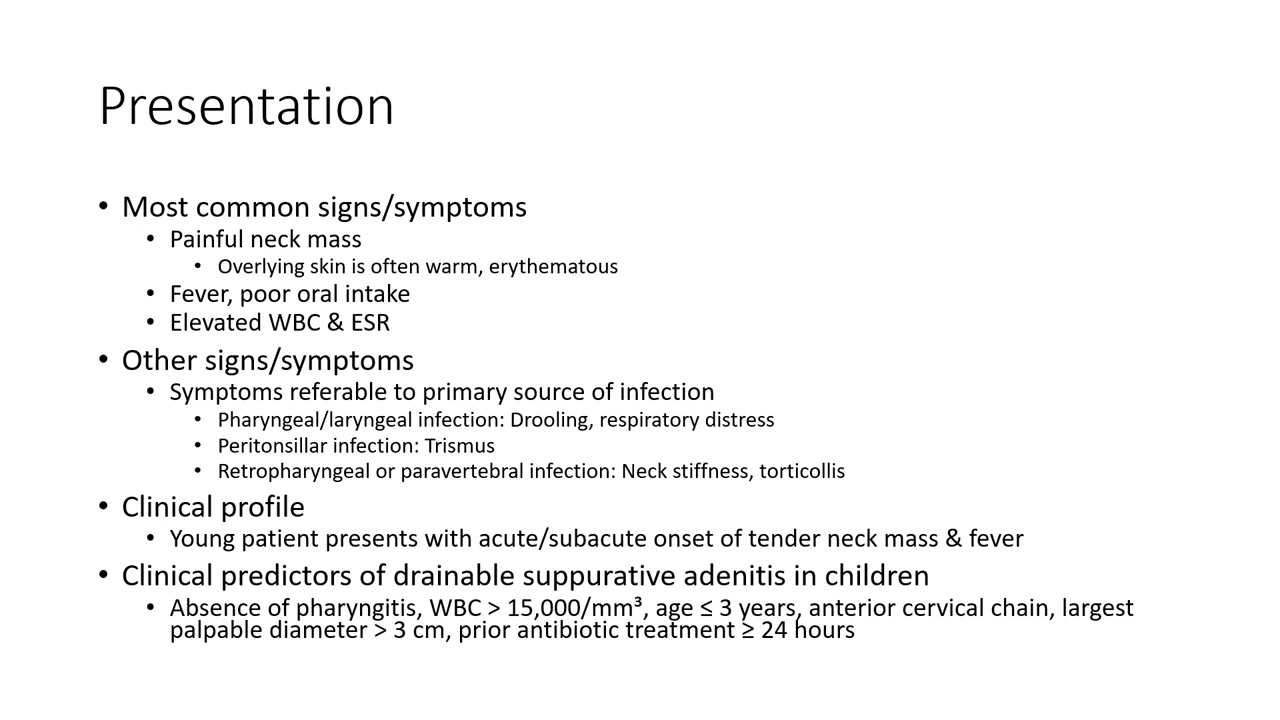 Presentation
• Most common signs/symptoms
• Painful neck mass
• Overlying skin is often warm, erythematous
• Fever, poor oral intake
• Elevated WBC & ESR
• Other signs/symptoms
• Symptoms referable to primary source of infection
• Pharyngeal/laryngeal infection: Drooling, respiratory distress
• Peritonsillar infection: Trismus
• Retropharyngeal or paravertebral infection: Neck stiffness, torticollis
• Clinical profile
• Young patient presents with acute/subacute onset of tender neck mass & fever
• Clinical predictors of drainable suppurative adenitis in children
• Absence of pharyngitis, WBC > 15,000/mm³, age ≤ 3 years, anterior cervical chain, largest
palpable diameter > 3 cm, prior antibiotic treatment ≥ 24 hours